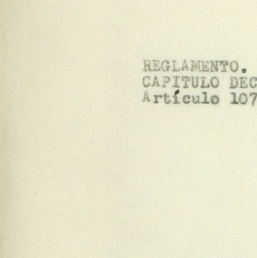 REGLAMENTO.
CAPITULO DEC
Artículo 107